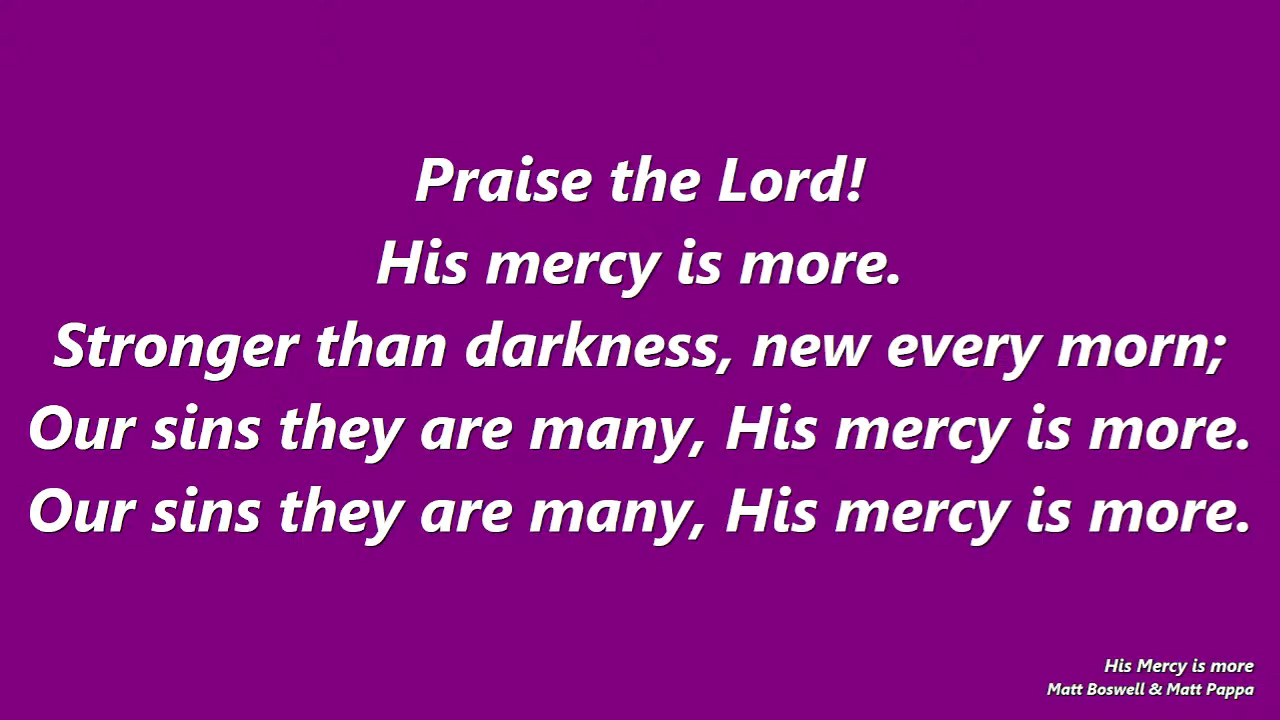 Praise the Lord!
His mercy is more.
Stronger than darkness, new every morn;
Our sins they are many, His mercy is more.
Our sins they are many, His mercy is more.
His Mercy is more
Matt Boswell & Matt Pappa